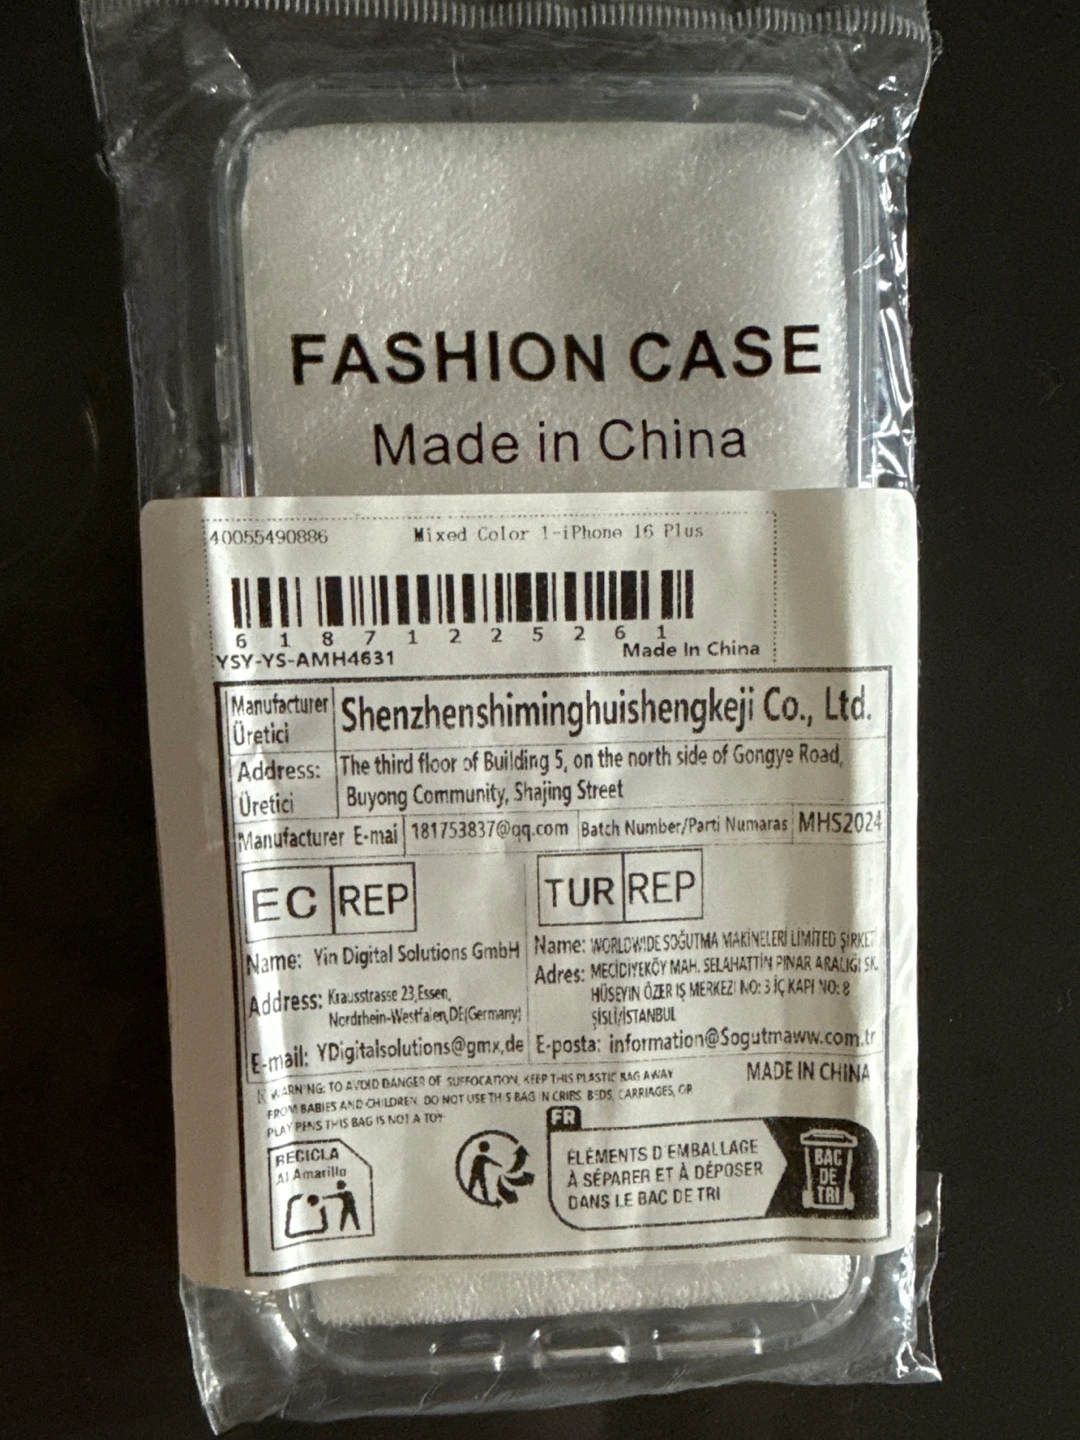 FASHION CASE
Made in China
40055490886 Mixed Color 1-iPhone 16 Plus
6 1 8 7 1 2 2 5 2 6 1
YSY-YS-AMH4631 Made In China
Manufacturer Shenzhenshiminghuishengkeji Co., Ltd.
Üretici
Address: The third floor of Building 5, on the north side of Gongye Road,
Üretici Buyong Community, Shajing Street
Manufacturer E-mai 181753837@qq.com Batch Number/Parti Numaras MHS2024
EC REP TUR REP
Name: Yin Digital Solutions GmbH
Address: Krausstrasse 23,Essen,
Nordrhein-Westfalen,DE(Germany)
E-mail: YDigitalsolutions@gmx,de
Name: WORLDWIDE SOĞUTMA MAKİNELERİ LİMİTED ŞİRKET
Adres: MECİDİYEKÖY MAH. SELAHATTİN PINAR ARALIĞI SK.
HÜSEYIN ÖZER IŞ MERKEZI NO: 3 İÇ KAPI NO: 8
ŞİSLİ/İSTANBUL
E-posta: information@Sogutmaww.com.tr
WARNING: TO AVOID DANGER OF SUFFOCATION, KEEP THIS PLASTIC BAG AWAY
FROM BABIES AND CHILDREN. DO NOT USE THIS BAG IN CRIBS, BEDS, CARRIAGES, OR
PLAY PENS THIS BAG IS NOT A TOY
MADE IN CHINA
RECICLA
Al Amarillo
FR
ÉLÉMENTS D'EMBALLAGE
À SÉPARER ET À DÉPOSER
DANS LE BAC DE TRI
BAC
DE
TRI